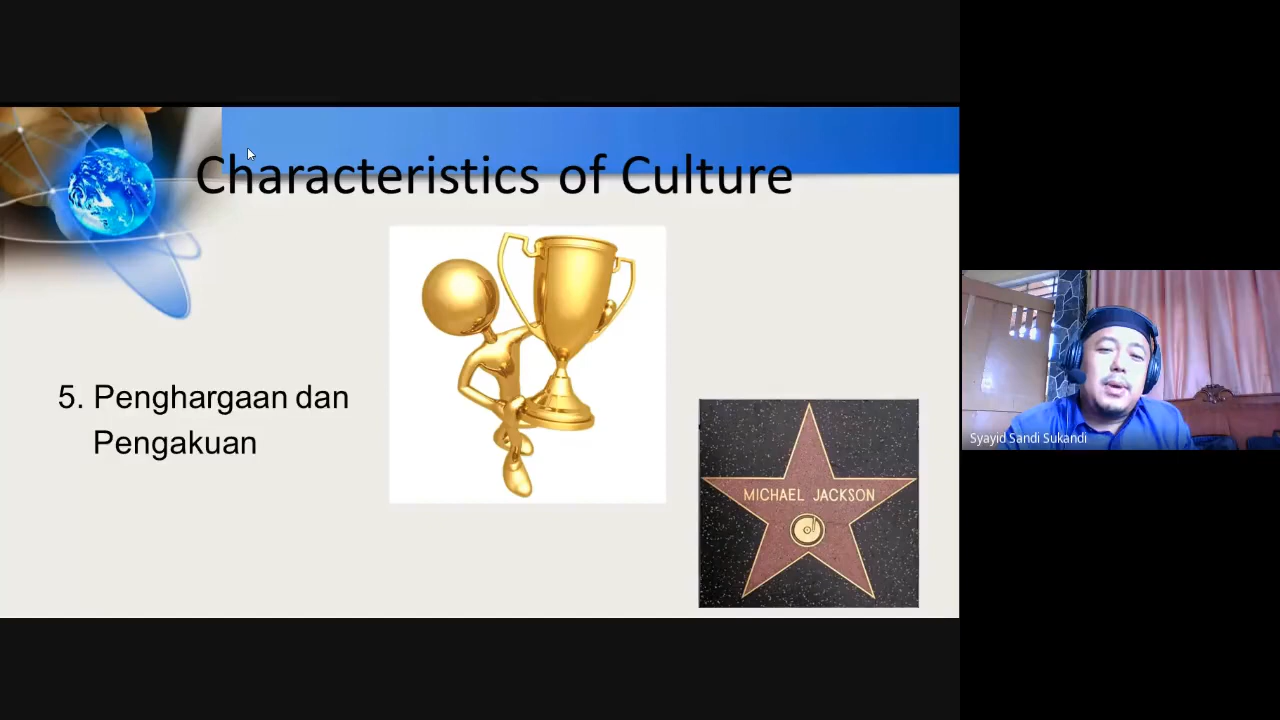 Characteristics of Culture
5. Penghargaan dan
Pengakuan
MICHAEL JACKSON
Syayid Sandi Sukandi